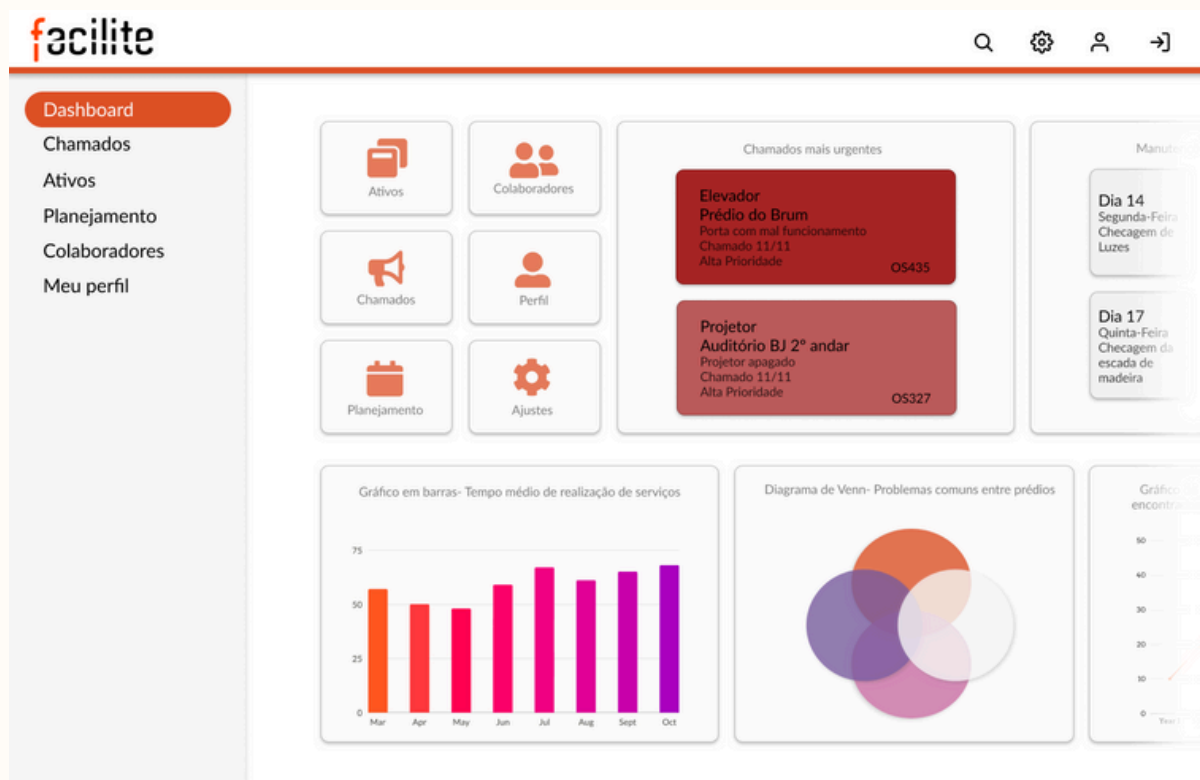 facilite
Dashboard
Chamados
Ativos
Planejamento
Colaboradores
Meu perfil
Ativos
Colaboradores
Chamados
Perfil
Planejamento
Ajustes
Chamados mais urgentes
Elevador
Prédio do Brum
Porta com mal funcionamento
Chamado 11/11
Alta Prioridade
OS435
Projetor
Auditório BJ 2º andar
Projetor apagado
Chamado 11/11
Alta Prioridade
OS327
Dia 14
Segunda-Feira
Checagem de
Luzes
Dia 17
Quinta-Feira
Checagem da
escada de
madeira
Gráfico em barras- Tempo médio de realização de serviços
75
50
25
0
Mar Apr May Jun Jul Aug Sept Oct
Diagrama de Venn- Problemas comuns entre prédios
Gráfico
50
40
30
20
10
0
Year